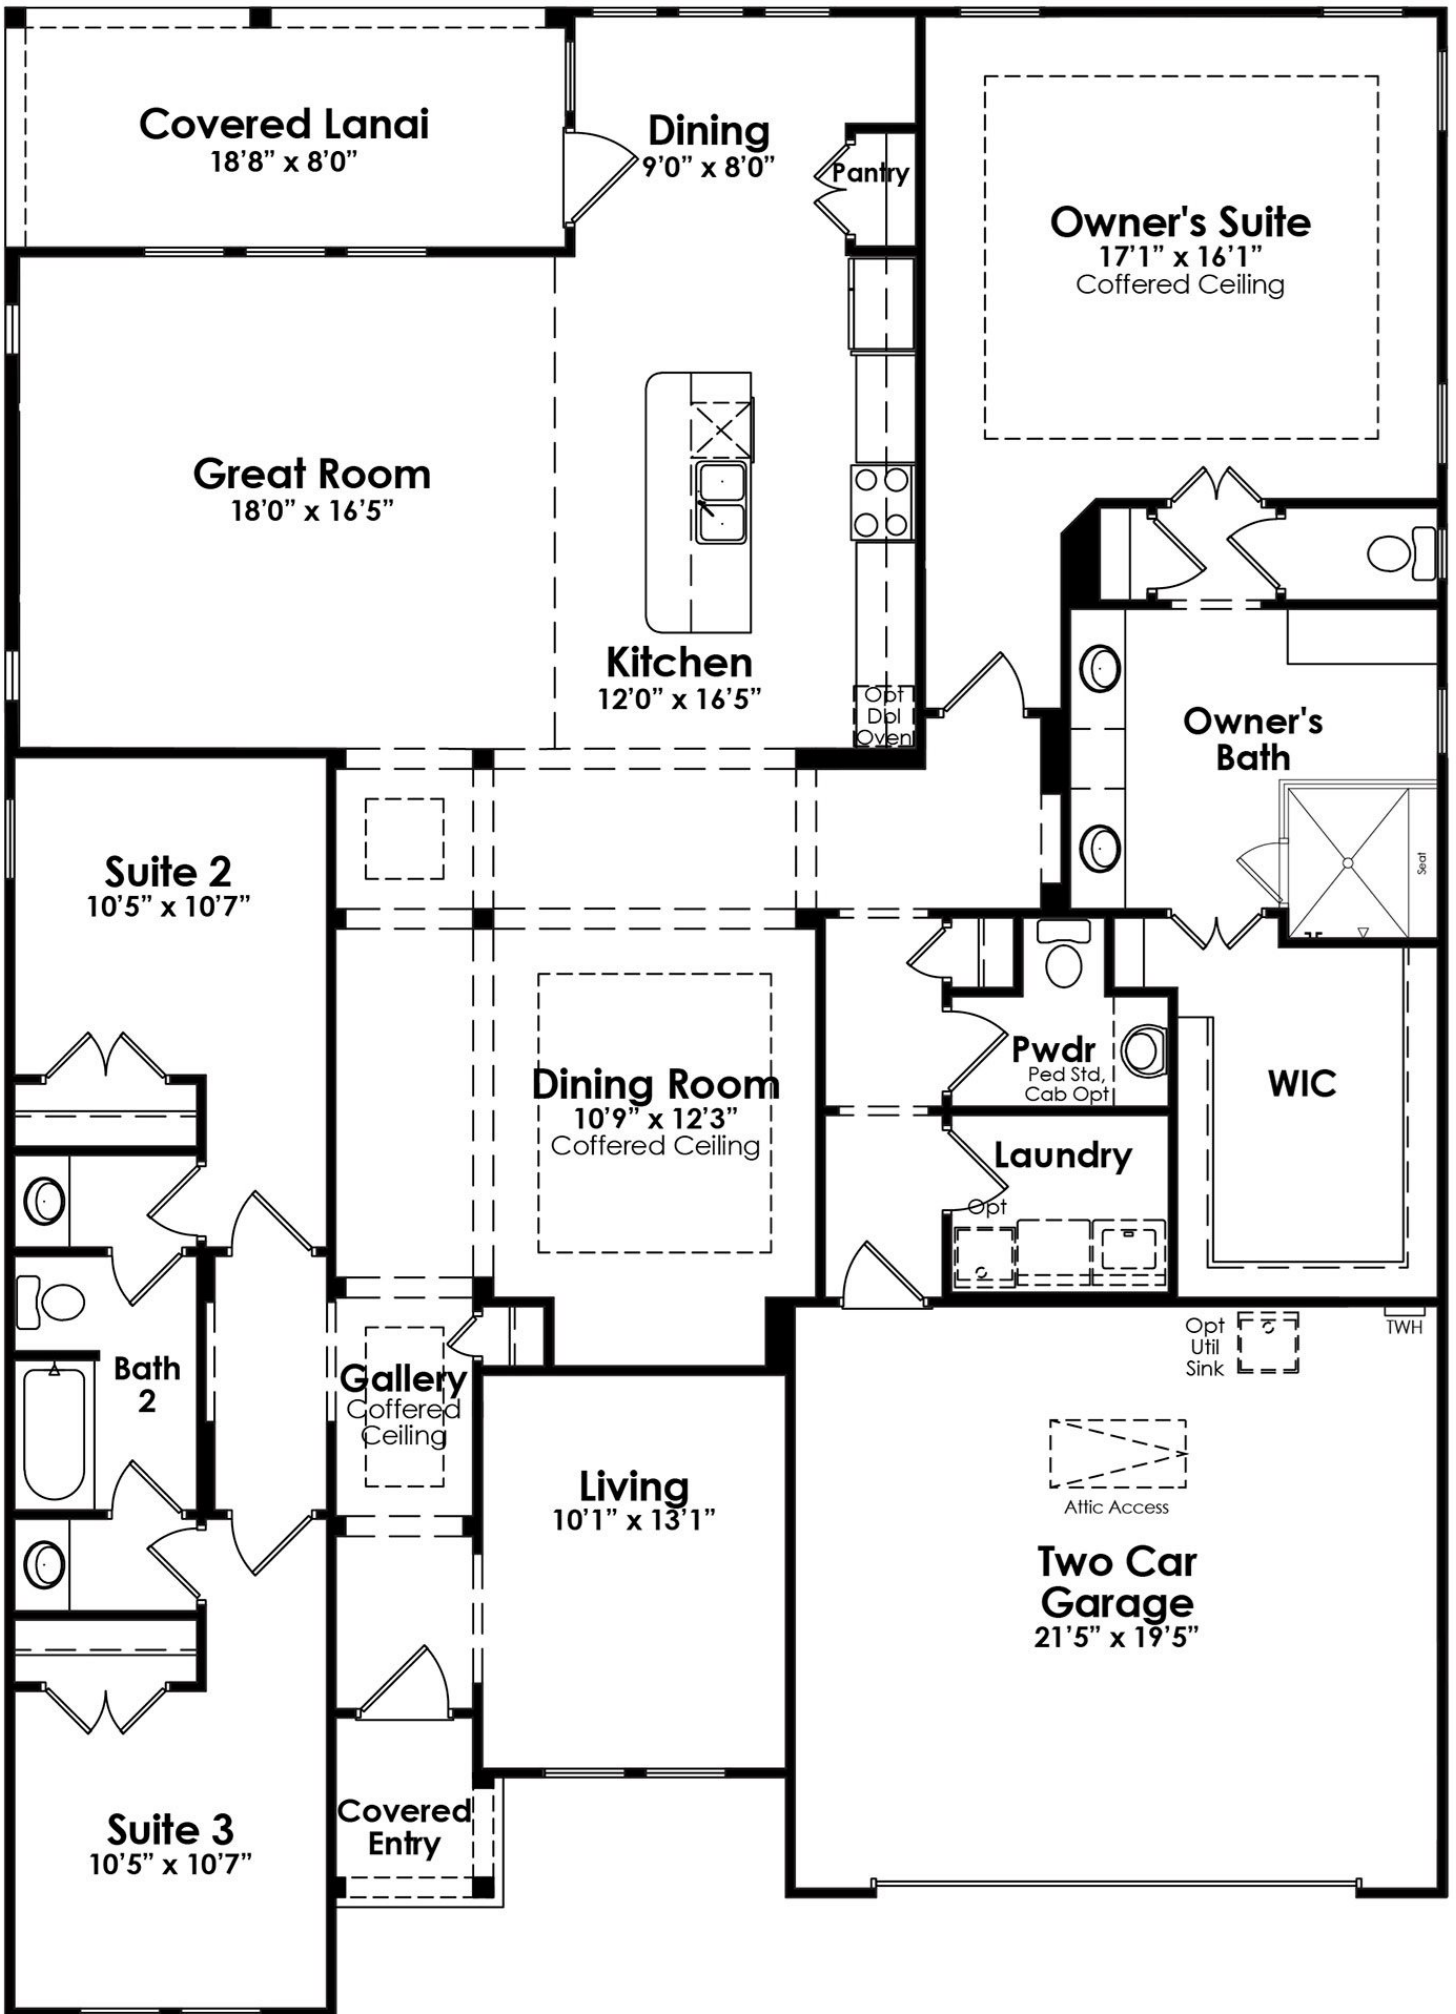 Covered Lanai
18'8" x 8'0"
Dining
9'0" x 8'0"
Pantry
Owner's Suite
17'1" x 16'1"
Coffered Ceiling
Great Room
18'0" x 16'5"
Kitchen
12'0" x 16'5"
Opt
Dbl
Oven
Owner's
Bath
Seat
Suite 2
10'5" x 10'7"
Dining Room
10'9" x 12'3"
Coffered Ceiling
Pwdr
Ped Std,
Cab Opt
WIC
Laundry
Opt
Bath
2
Gallery
Coffered
Ceiling
Opt
Util
Sink
TWH
Attic Access
Living
10'1" x 13'1"
Two Car
Garage
21'5" x 19'5"
Covered
Entry
Suite 3
10'5" x 10'7"